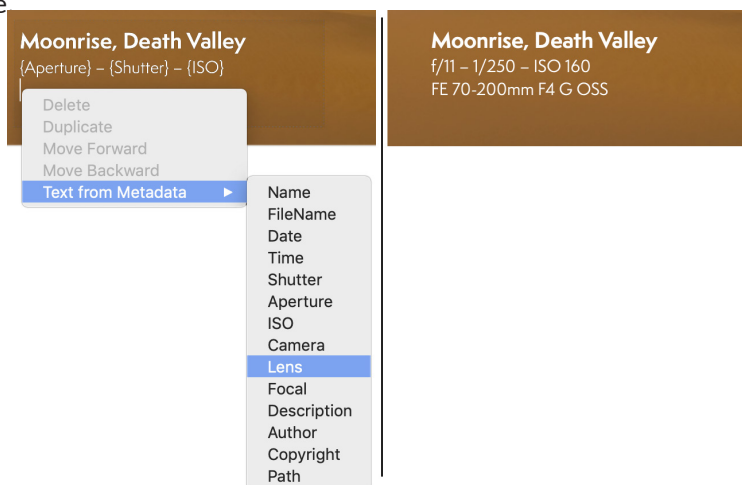 e
Moonrise, Death Valley
{Aperture} – {Shutter} – {ISO}
Delete
Duplicate
Move Forward
Move Backward
Text from Metadata
Name
FileName
Date
Time
Shutter
Aperture
ISO
Camera
Lens
Focal
Description
Author
Copyright
Path
Moonrise, Death Valley
f/11 – 1/250 – ISO 160
FE 70-200mm F4 G OSS